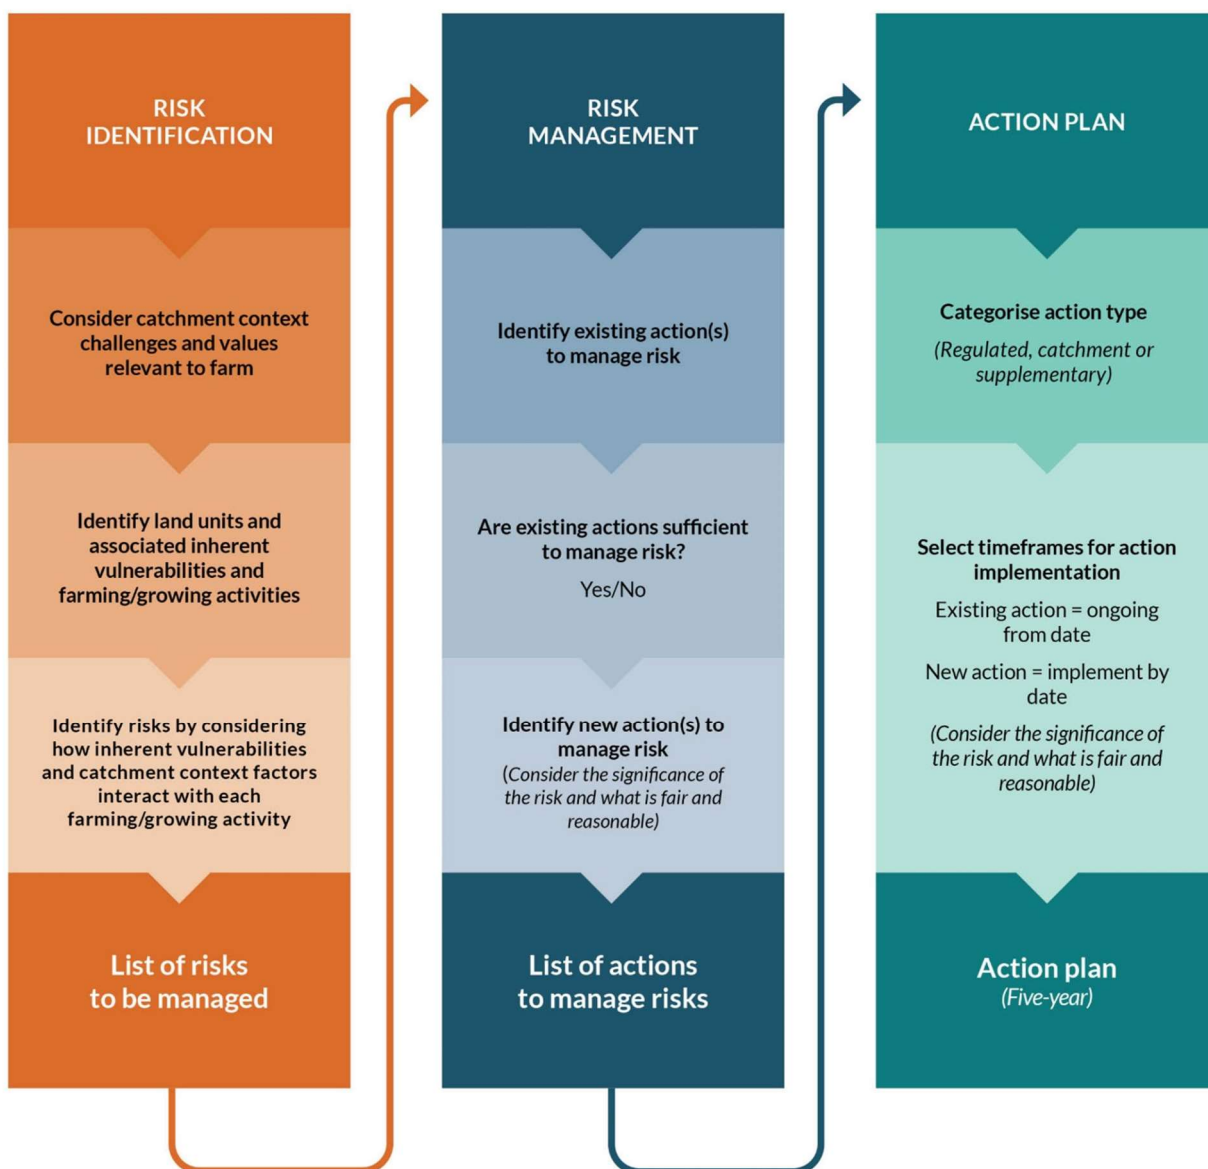 RISK
IDENTIFICATION
Consider catchment context
challenges and values
relevant to farm
Identify land units and
associated inherent
vulnerabilities and
farming/growing activities
Identify risks by considering
how inherent vulnerabilities
and catchment context factors
interact with each
farming/growing activity
List of risks
to be managed
RISK
MANAGEMENT
Identify existing action(s)
to manage risk
Are existing actions sufficient
to manage risk?
Yes/No
Identify new action(s) to
manage risk
(Consider the significance of
the risk and what is fair and
reasonable)
List of actions
to manage risks
ACTION PLAN
Categorise action type
(Regulated, catchment or
supplementary)
Select timeframes for action
implementation
Existing action = ongoing
from date
New action = implement by
date
(Consider the significance of
the risk and what is fair and
reasonable)
Action plan
(Five-year)